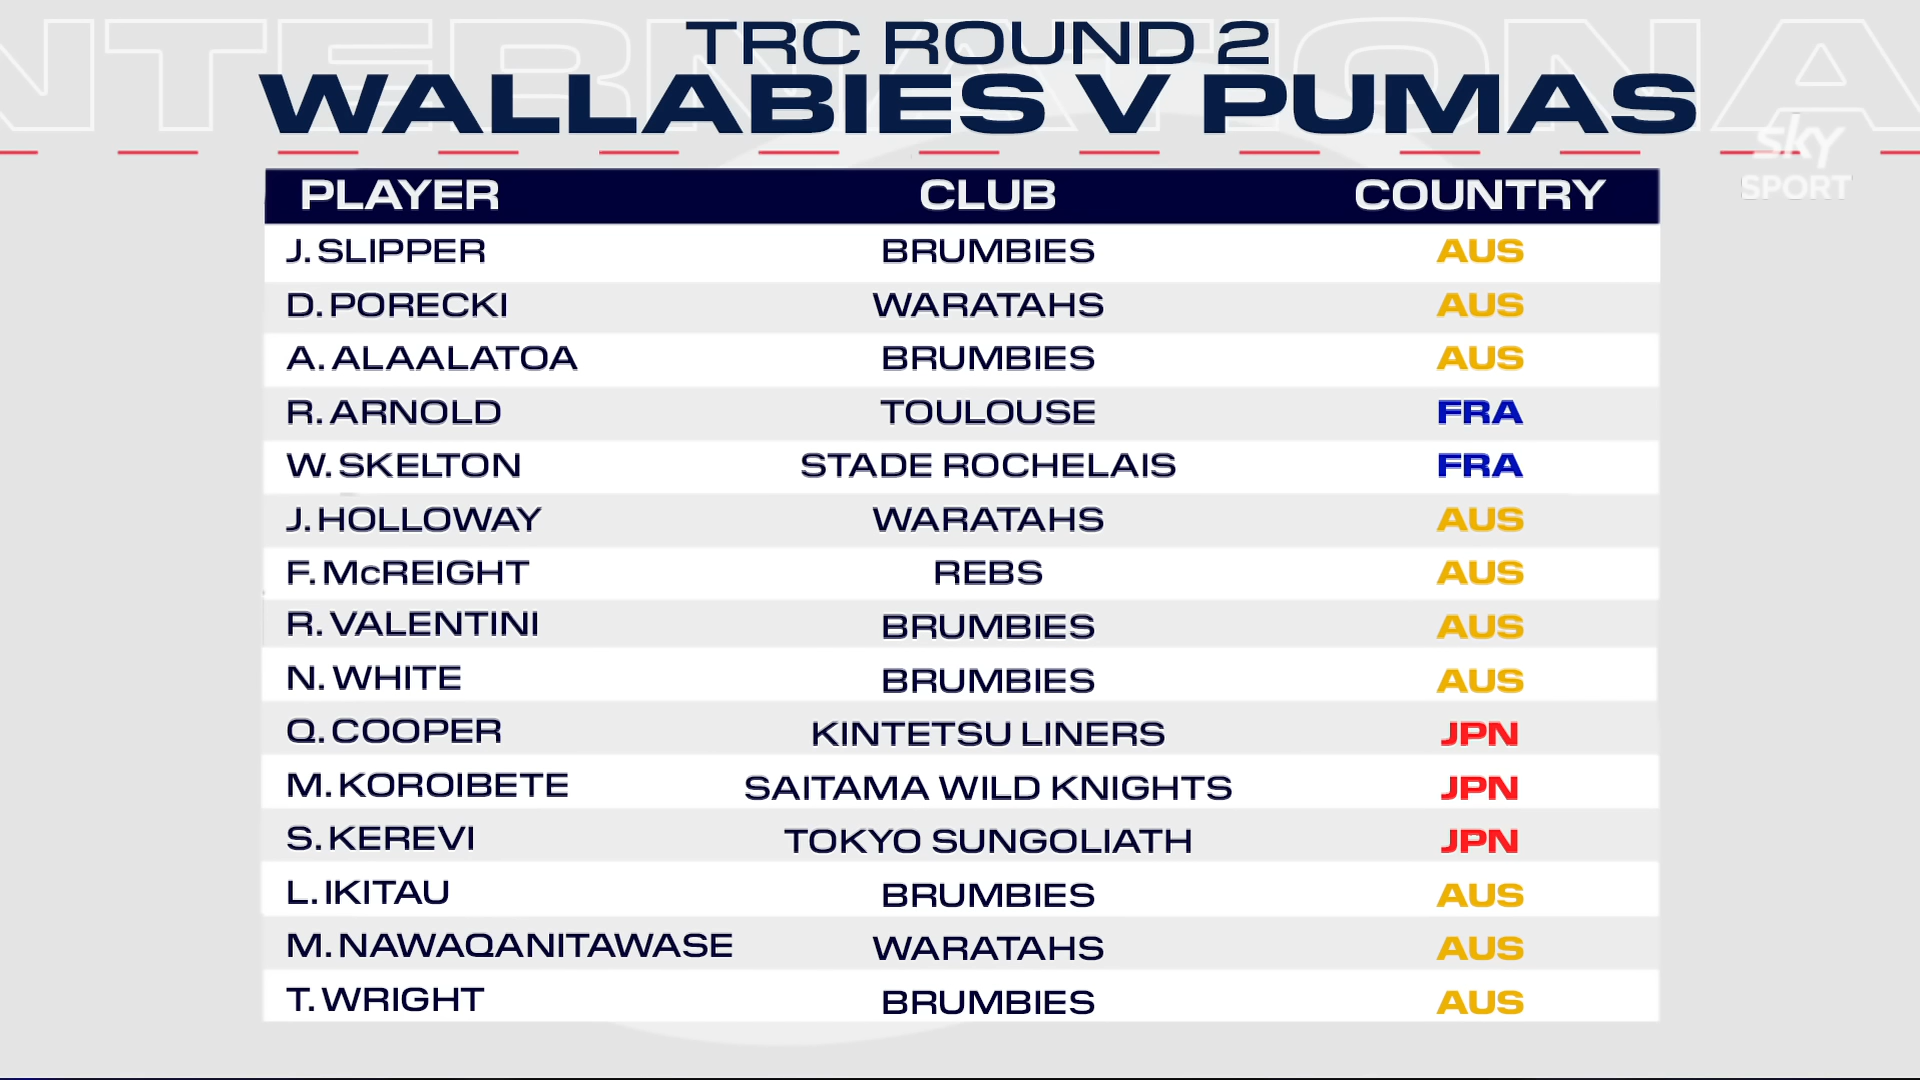 INTERNATIONA
TRC ROUND 2
WALLABIES V PUMAS
sky
SPORT
PLAYER CLUB COUNTRY
J. SLIPPER BRUMBIES AUS
D. PORECKI WARATAHS AUS
A. ALAALATOA BRUMBIES AUS
R. ARNOLD TOULOUSE FRA
W. SKELTON STADE ROCHELAIS FRA
J. HOLLOWAY WARATAHS AUS
F. McREIGHT REBS AUS
R. VALENTINI BRUMBIES AUS
N. WHITE BRUMBIES AUS
Q. COOPER KINTETSU LINERS JPN
M. KOROIBETE SAITAMA WILD KNIGHTS JPN
S. KEREVI TOKYO SUNGOLIATH JPN
L. IKITAU BRUMBIES AUS
M. NAWAQANITAWASE WARATAHS AUS
T. WRIGHT BRUMBIES AUS